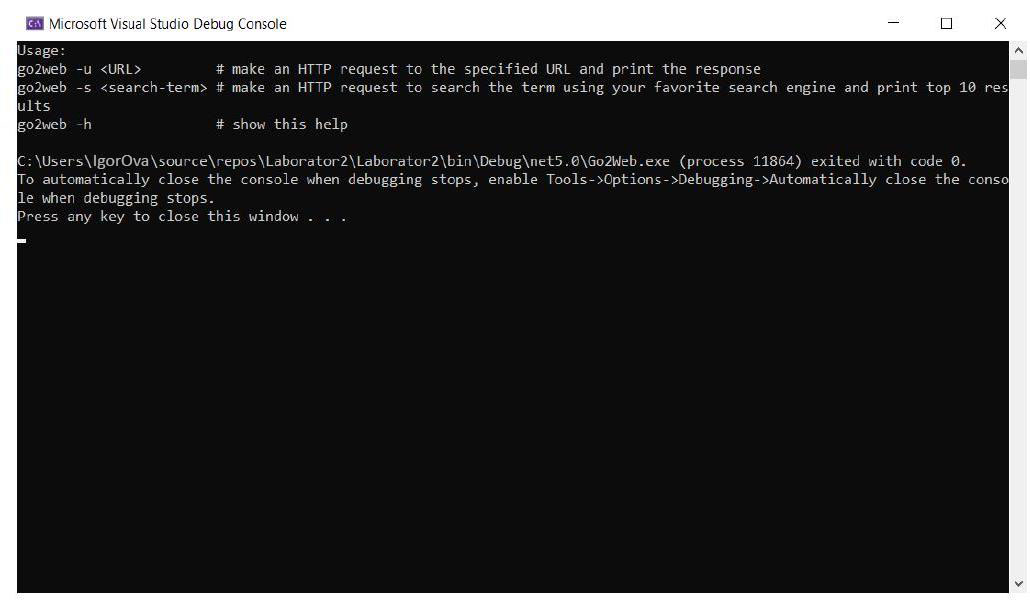 Microsoft Visual Studio Debug Console
Usage:
go2web -u <URL>         # make an HTTP request to the specified URL and print the response
go2web -s <search-term> # make an HTTP request to search the term using your favorite search engine and print top 10 res
ults
go2web -h               # show this help
C:\Users\IgorOva\source\repos\Laborator2\Laborator2\bin\Debug\net5.0\Go2Web.exe (process 11864) exited with code 0.
To automatically close the console when debugging stops, enable Tools->Options->Debugging->Automatically close the conso
le when debugging stops.
Press any key to close this window . . .